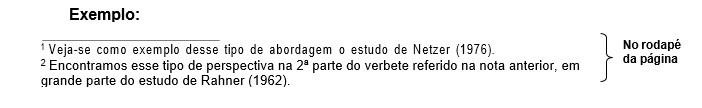 Exemplo:
¹ Veja-se como exemplo desse tipo de abordagem o estudo de Netzer (1976).
² Encontramos esse tipo de perspectiva na 2ª parte do verbete referido na nota anterior, em
grande parte do estudo de Rahner (1962).
No rodapé
da página